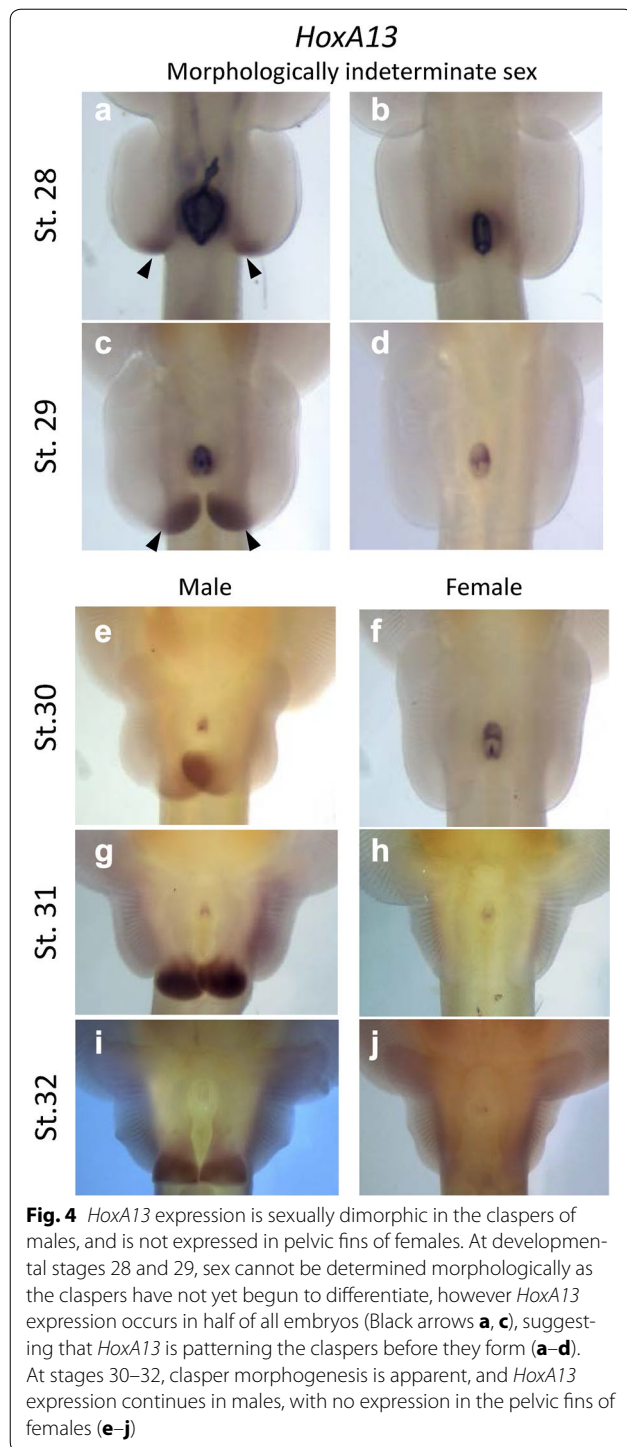 HoxA13
Morphologically indeterminate sex
a
b
St. 28
c
d
St. 29
Male
Female
e
f
St.30
g
h
St. 31
i
j
St.32
Fig. 4 HoxA13 expression is sexually dimorphic in the claspers of
males, and is not expressed in pelvic fins of females. At developmen-
tal stages 28 and 29, sex cannot be determined morphologically as
the claspers have not yet begun to differentiate, however HoxA13
expression occurs in half of all embryos (Black arrows a, c), suggest-
ing that HoxA13 is patterning the claspers before they form (a–d).
At stages 30–32, clasper morphogenesis is apparent, and HoxA13
expression continues in males, with no expression in the pelvic fins of
females (e–j)